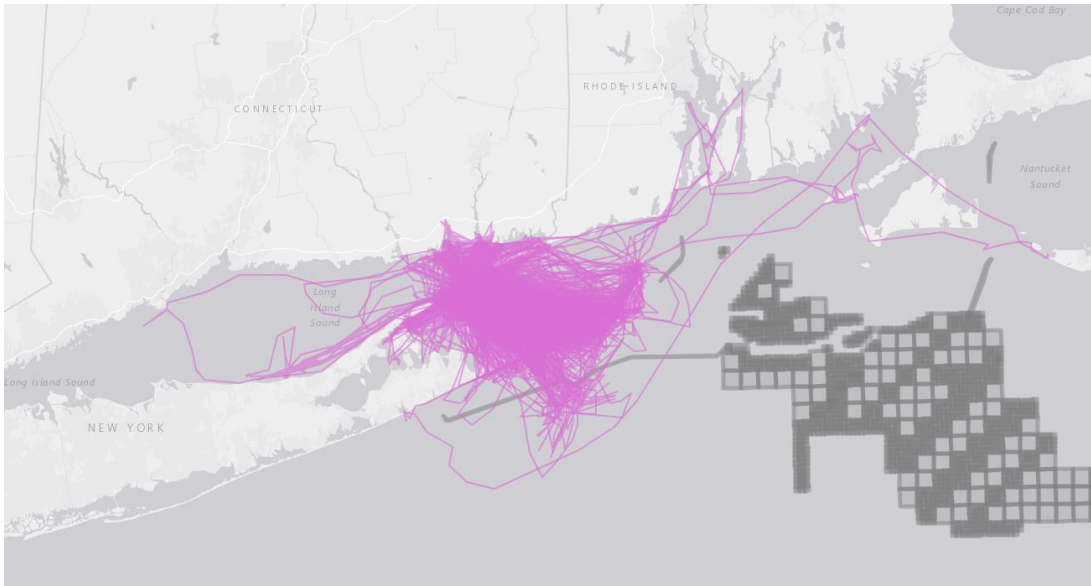 Cape Cod Bay
CONNECTICUT
RHODE ISLAND
Nantucket
Sound
Long
Island
Sound
Long Island Sound
NEW YORK